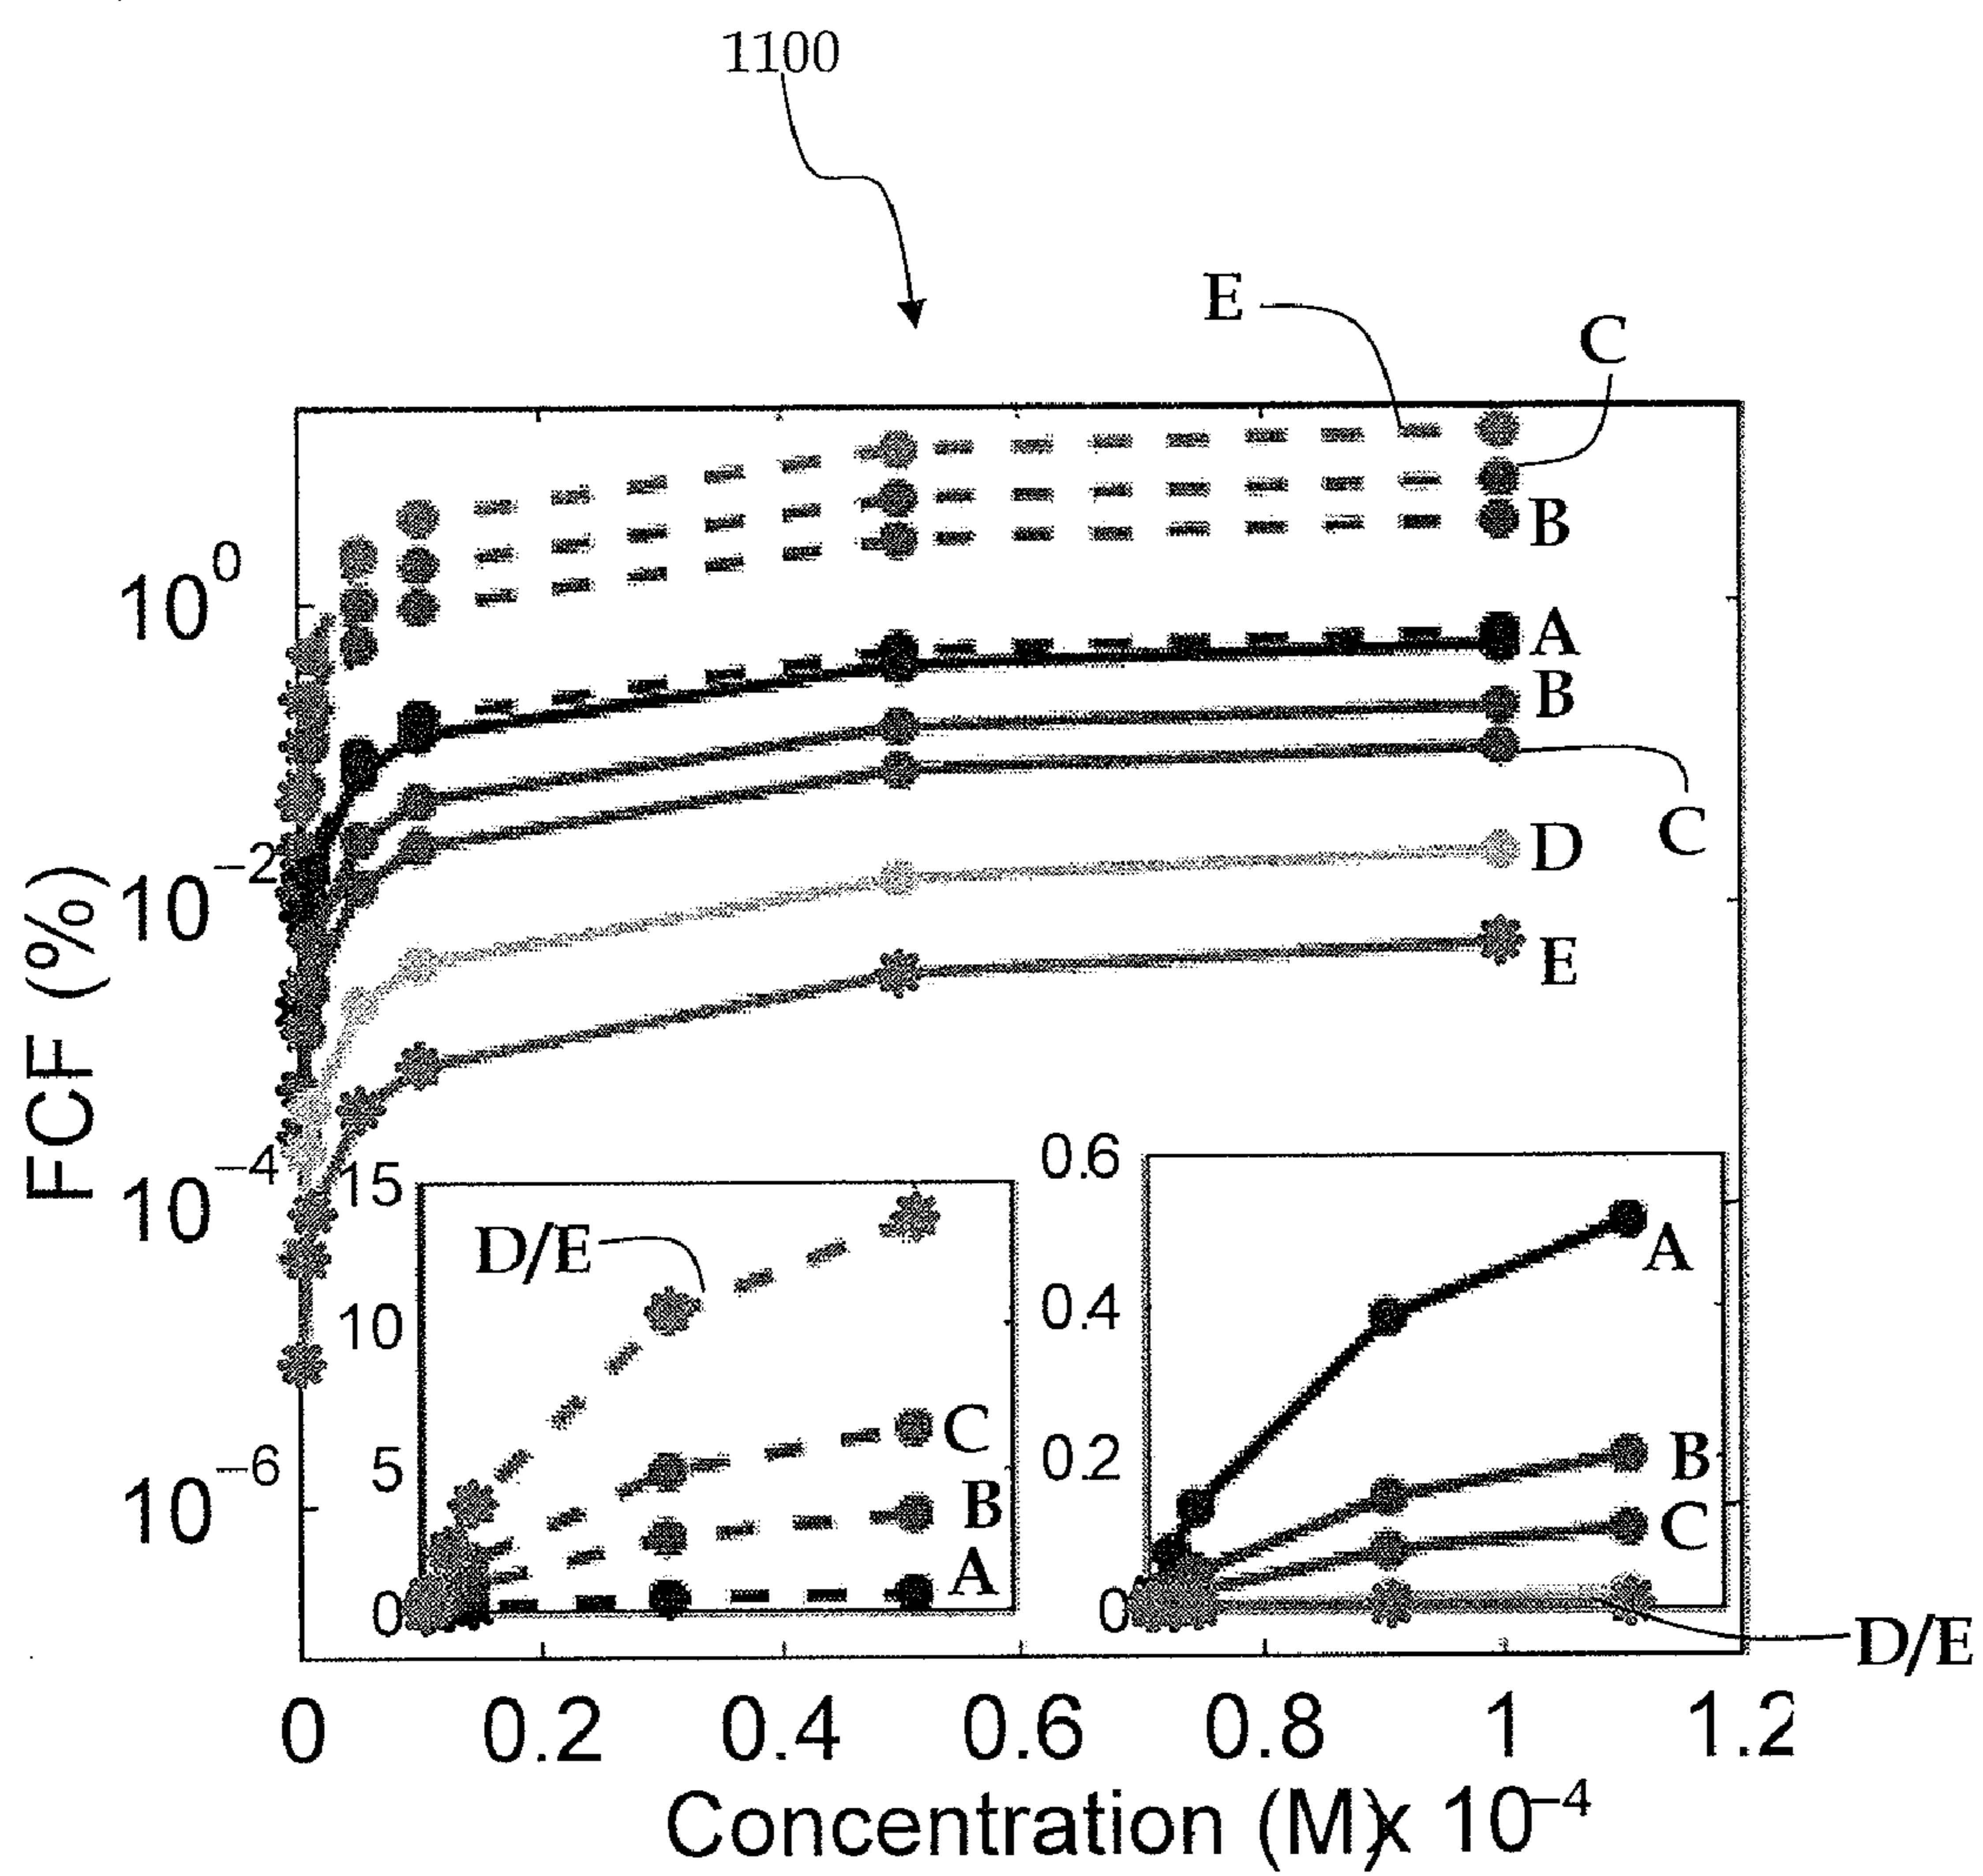 1100
E
C
B
A
B
C
D
E
10^0
10^-2
10^-4
10^-6
FCF (%)
15
10
5
0
D/E
C
B
A
0.6
0.4
0.2
0
A
B
C
D/E
0 0.2 0.4 0.6 0.8 1 1.2
Concentration (M) x 10^-4